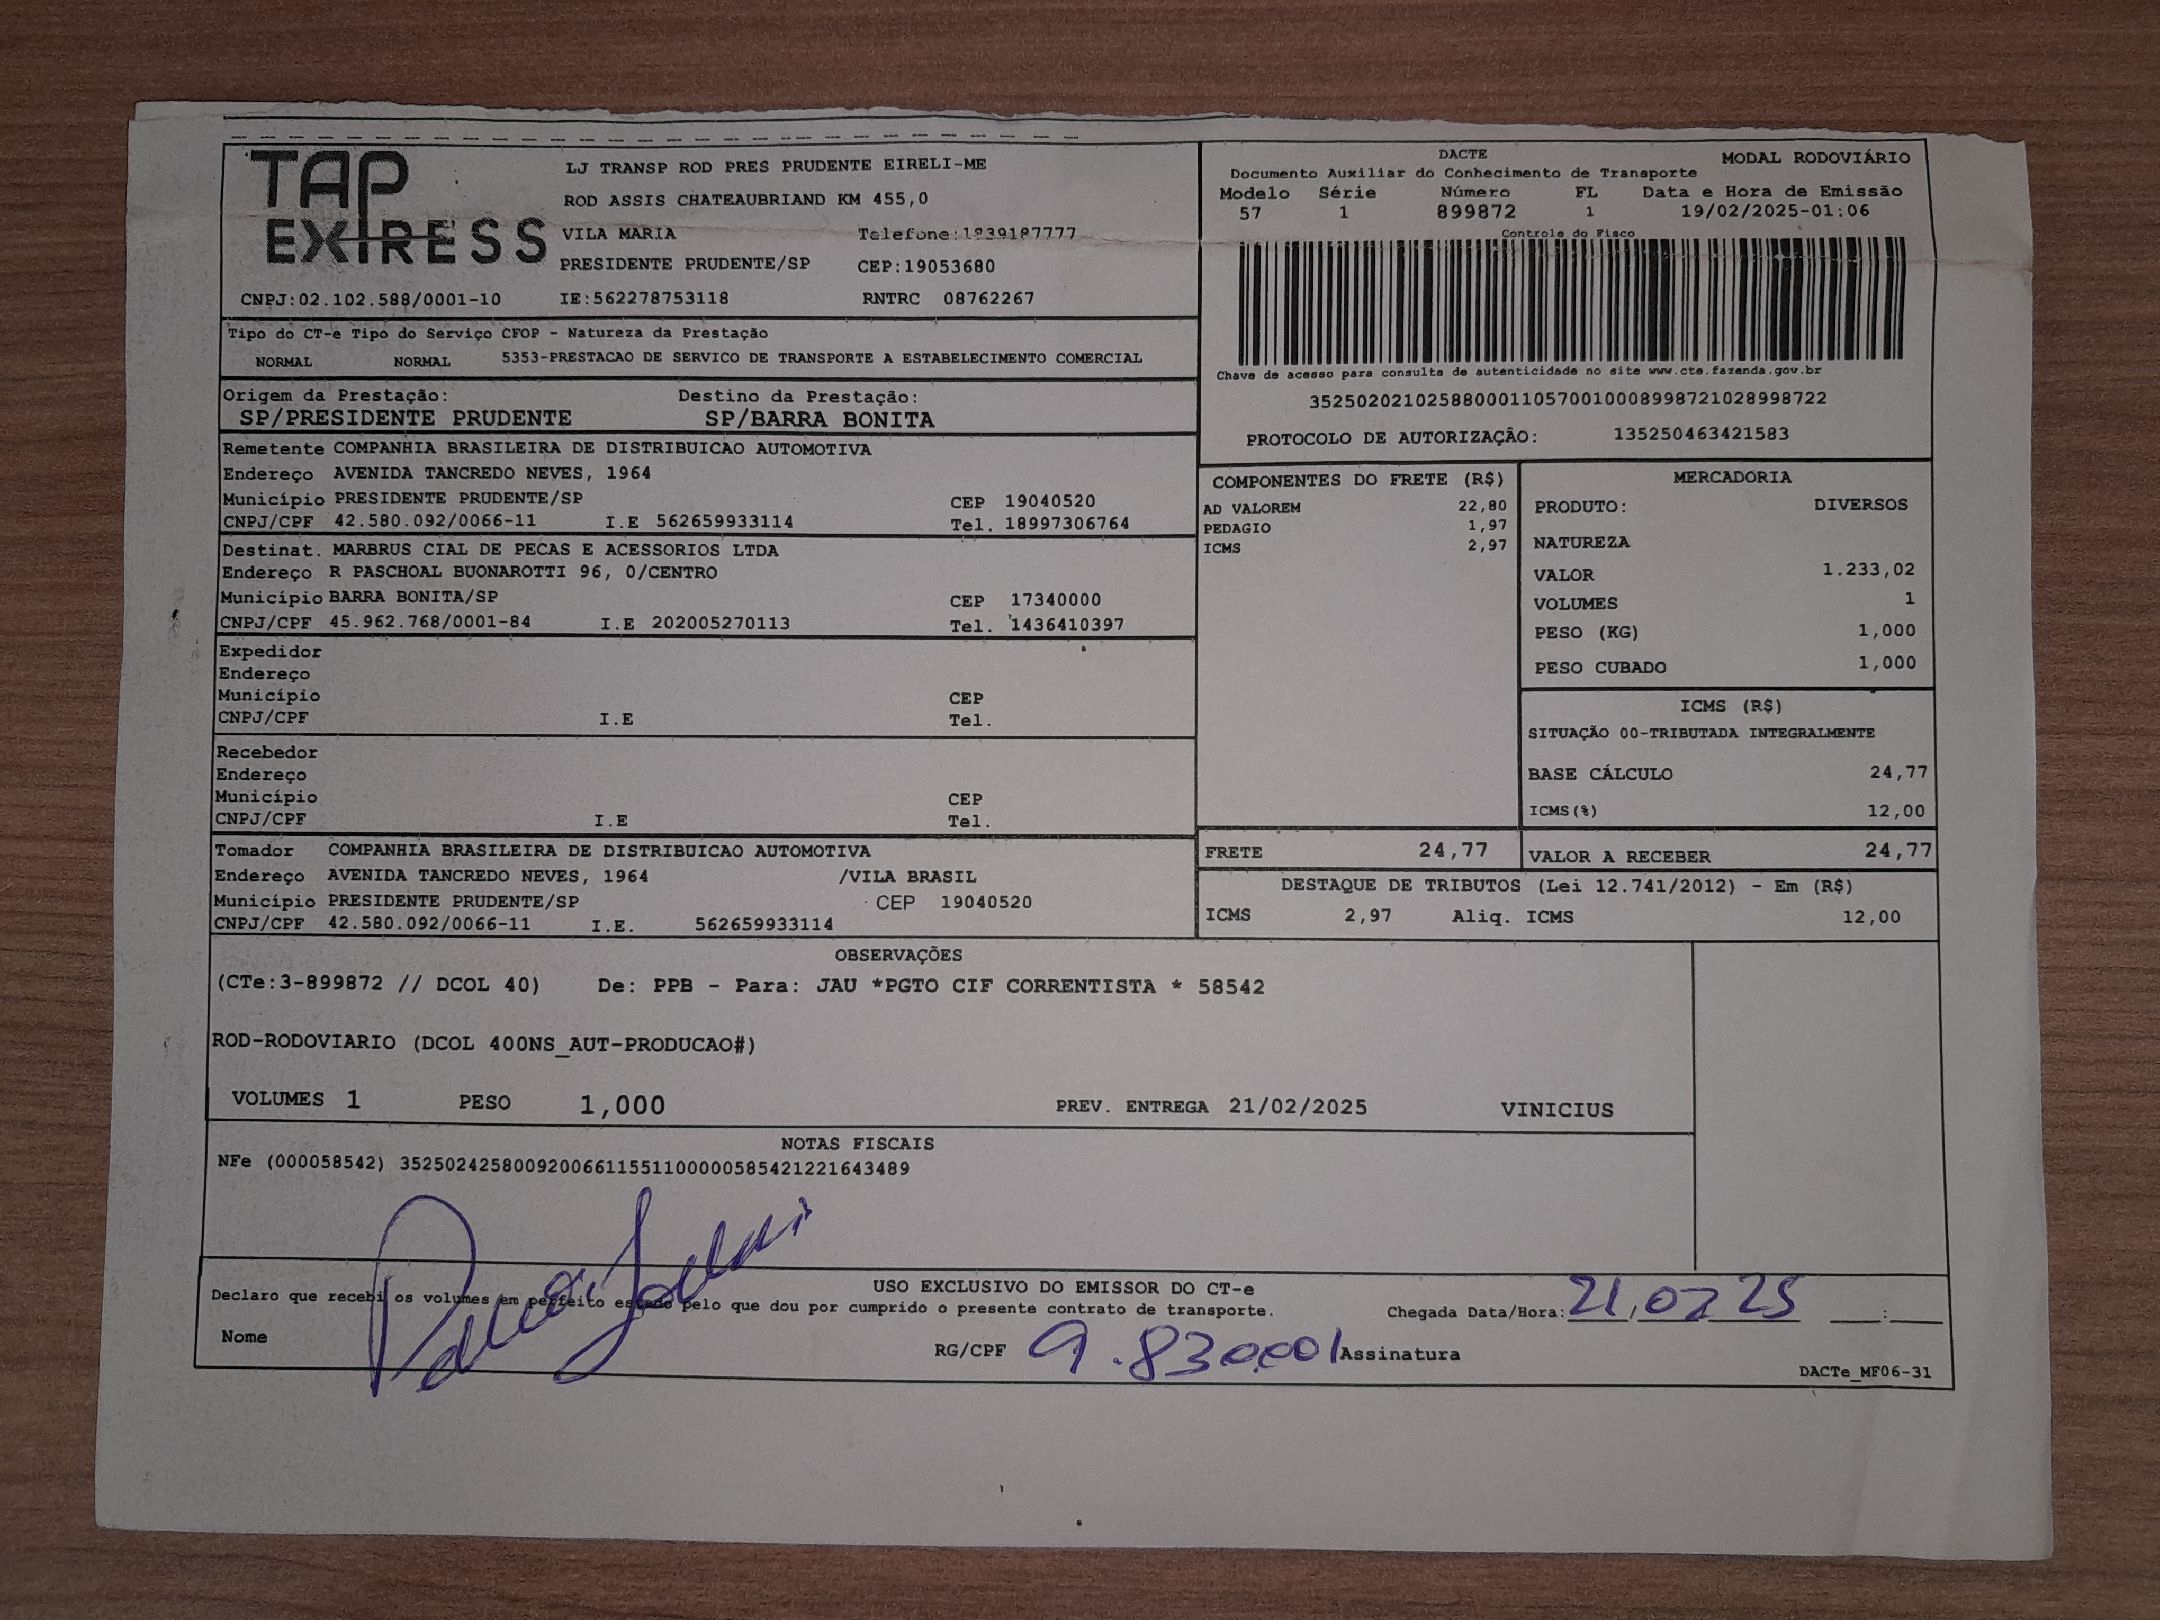 TAP EXPRESS
LJ TRANSP ROD PRES PRUDENTE EIRELI-ME
ROD ASSIS CHATEAUBRIAND KM 455,0
VILA MARIA Telefone:1839187777
PRESIDENTE PRUDENTE/SP CEP:19053680
CNPJ:02.102.588/0001-10 IE:562278753118 RNTRC 08762267
DACTE MODAL RODOVIÁRIO
Documento Auxiliar do Conhecimento de Transporte
Modelo Série Número FL Data e Hora de Emissão
57 1 899872 1 19/02/2025-01:06
Controle do Fisco
Chave de acesso para consulta de autenticidade no site www.cte.fazenda.gov.br
35250202102588000110570010008998721028998722
PROTOCOLO DE AUTORIZAÇÃO: 135250463421583
Tipo do CT-e Tipo do Serviço CFOP - Natureza da Prestação
NORMAL NORMAL 5353-PRESTACAO DE SERVICO DE TRANSPORTE A ESTABELECIMENTO COMERCIAL
Origem da Prestação: Destino da Prestação:
SP/PRESIDENTE PRUDENTE SP/BARRA BONITA
Remetente COMPANHIA BRASILEIRA DE DISTRIBUICAO AUTOMOTIVA
Endereço AVENIDA TANCREDO NEVES, 1964
Município PRESIDENTE PRUDENTE/SP CEP 19040520
CNPJ/CPF 42.580.092/0066-11 I.E 562659933114 Tel. 18997306764
Destinat. MARBRUS CIAL DE PECAS E ACESSORIOS LTDA
Endereço R PASCHOAL BUONAROTTI 96, 0/CENTRO
Município BARRA BONITA/SP CEP 17340000
CNPJ/CPF 45.962.768/0001-84 I.E 202005270113 Tel. 1436410397
Expedidor
Endereço
Município CEP
CNPJ/CPF I.E Tel.
Recebedor
Endereço
Município CEP
CNPJ/CPF I.E Tel.
Tomador COMPANHIA BRASILEIRA DE DISTRIBUICAO AUTOMOTIVA
Endereço AVENIDA TANCREDO NEVES, 1964 /VILA BRASIL
Município PRESIDENTE PRUDENTE/SP CEP 19040520
CNPJ/CPF 42.580.092/0066-11 I.E. 562659933114
COMPONENTES DO FRETE (R$)
AD VALOREM 22,80
PEDAGIO 1,97
ICMS 2,97
MERCADORIA
PRODUTO: DIVERSOS
NATUREZA
VALOR 1.233,02
VOLUMES 1
PESO (KG) 1,000
PESO CUBADO 1,000
ICMS (R$)
SITUAÇÃO 00-TRIBUTADA INTEGRALMENTE
BASE CÁLCULO 24,77
ICMS(%) 12,00
FRETE 24,77 VALOR A RECEBER 24,77
DESTAQUE DE TRIBUTOS (Lei 12.741/2012) - Em (R$)
ICMS 2,97 Aliq. ICMS 12,00
OBSERVAÇÕES
(CTe:3-899872 // DCOL 40) De: PPB - Para: JAU *PGTO CIF CORRENTISTA * 58542
ROD-RODOVIARIO (DCOL 400NS_AUT-PRODUCAO#)
VOLUMES 1 PESO 1,000 PREV. ENTREGA 21/02/2025 VINICIUS
NOTAS FISCAIS
NFe (000058542) 35250242580092006611551100000585421221643489
USO EXCLUSIVO DO EMISSOR DO CT-e
Declaro que recebi os volumes em perfeito estado pelo que dou por cumprido o presente contrato de transporte. Chegada Data/Hora: 21,02 25 :
Nome RG/CPF 9.830.001 Assinatura
DACTe_MF06-31